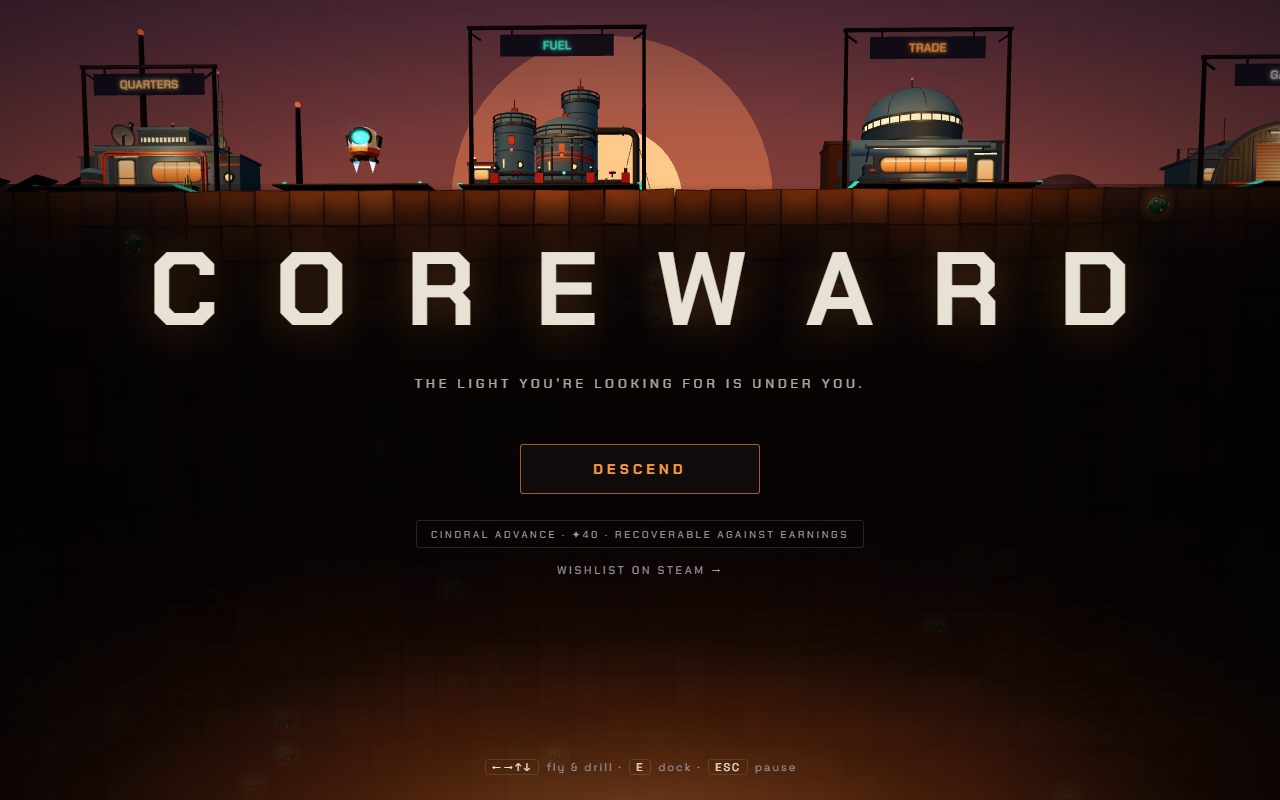 QUARTERS
FUEL
TRADE
COREWARD
THE LIGHT YOU'RE LOOKING FOR IS UNDER YOU.
DESCEND
CINDRAL ADVANCE · ✦40 · RECOVERABLE AGAINST EARNINGS
WISHLIST ON STEAM →
←→↑↓ fly & drill · E dock · ESC pause